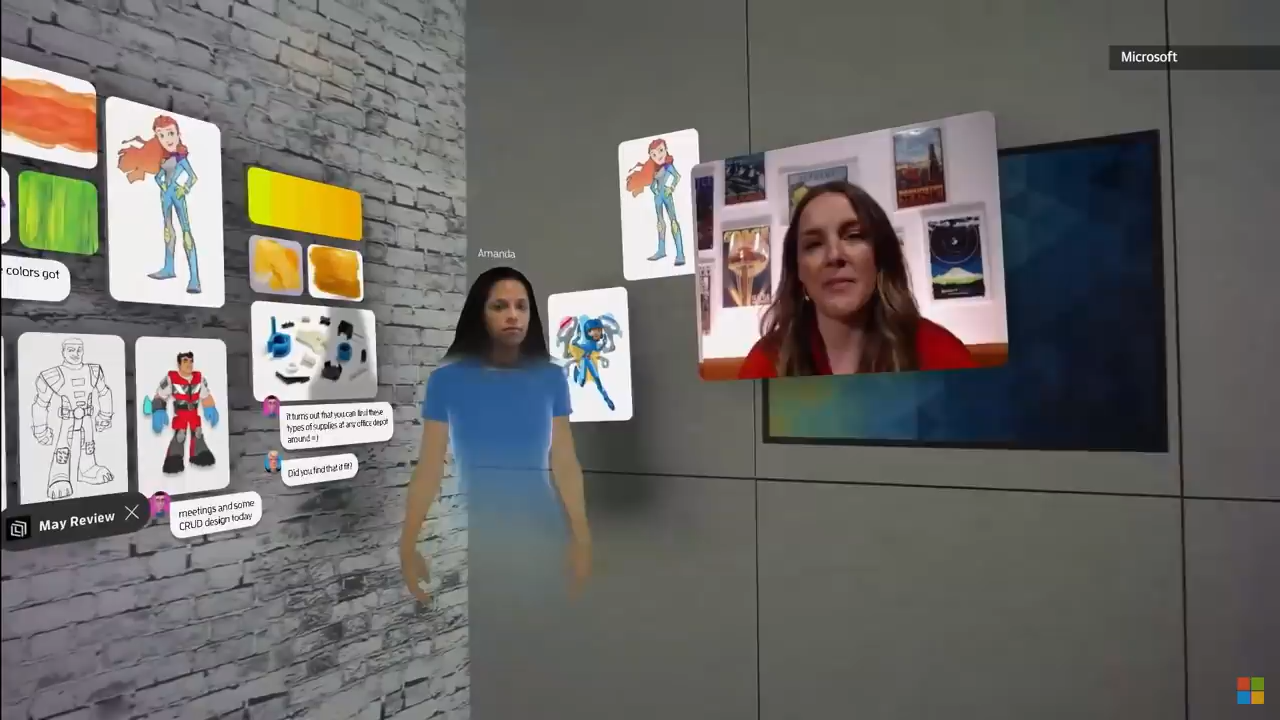 Microsoft
Amanda
e colors got
It turns out that you can find these
types of supplies at any office depot
around =)
Did you find that it fit?
meetings and some
CRUD design today
May Review